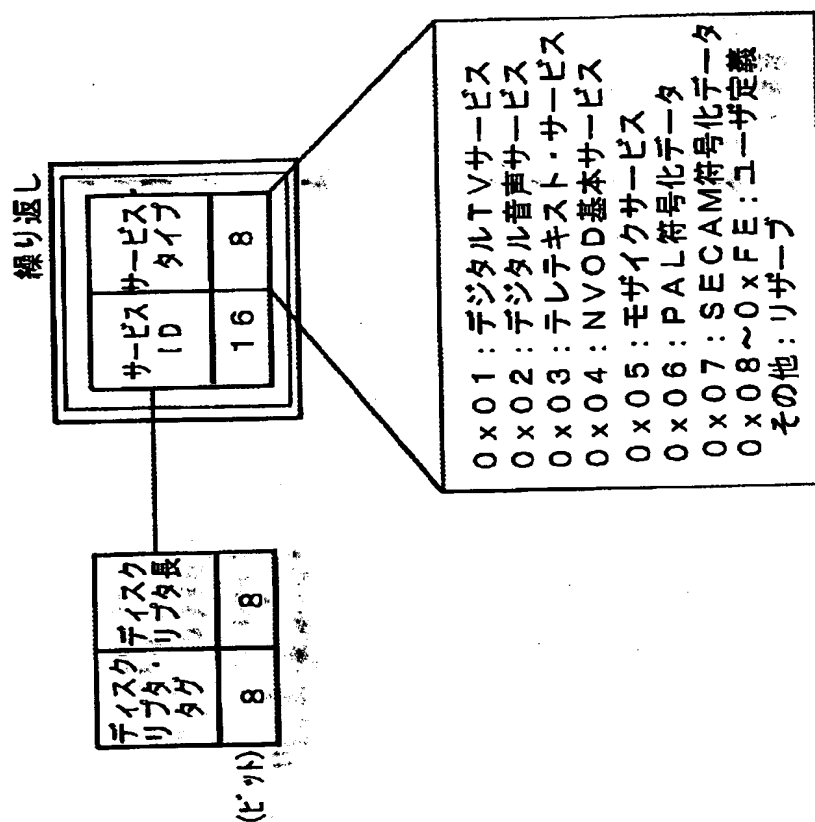 繰り返し
ディスク
リプタ・
タグ
ディスク
リプタ長
サービス
ID
サービス・
タイプ
8
8
16
8
(ビット)
0x01:デジタルTVサービス
0x02:デジタル音声サービス
0x03:テレテキスト・サービス
0x04:NVOD基本サービス
0x05:モザイクサービス
0x06:PAL符号化データ
0x07:SECAM符号化データ
0x08~0xFE:ユーザ定義
その他:リザーブ